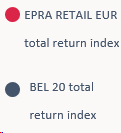 EPRA RETAIL EUR
total return index
BEL 20 total
return index